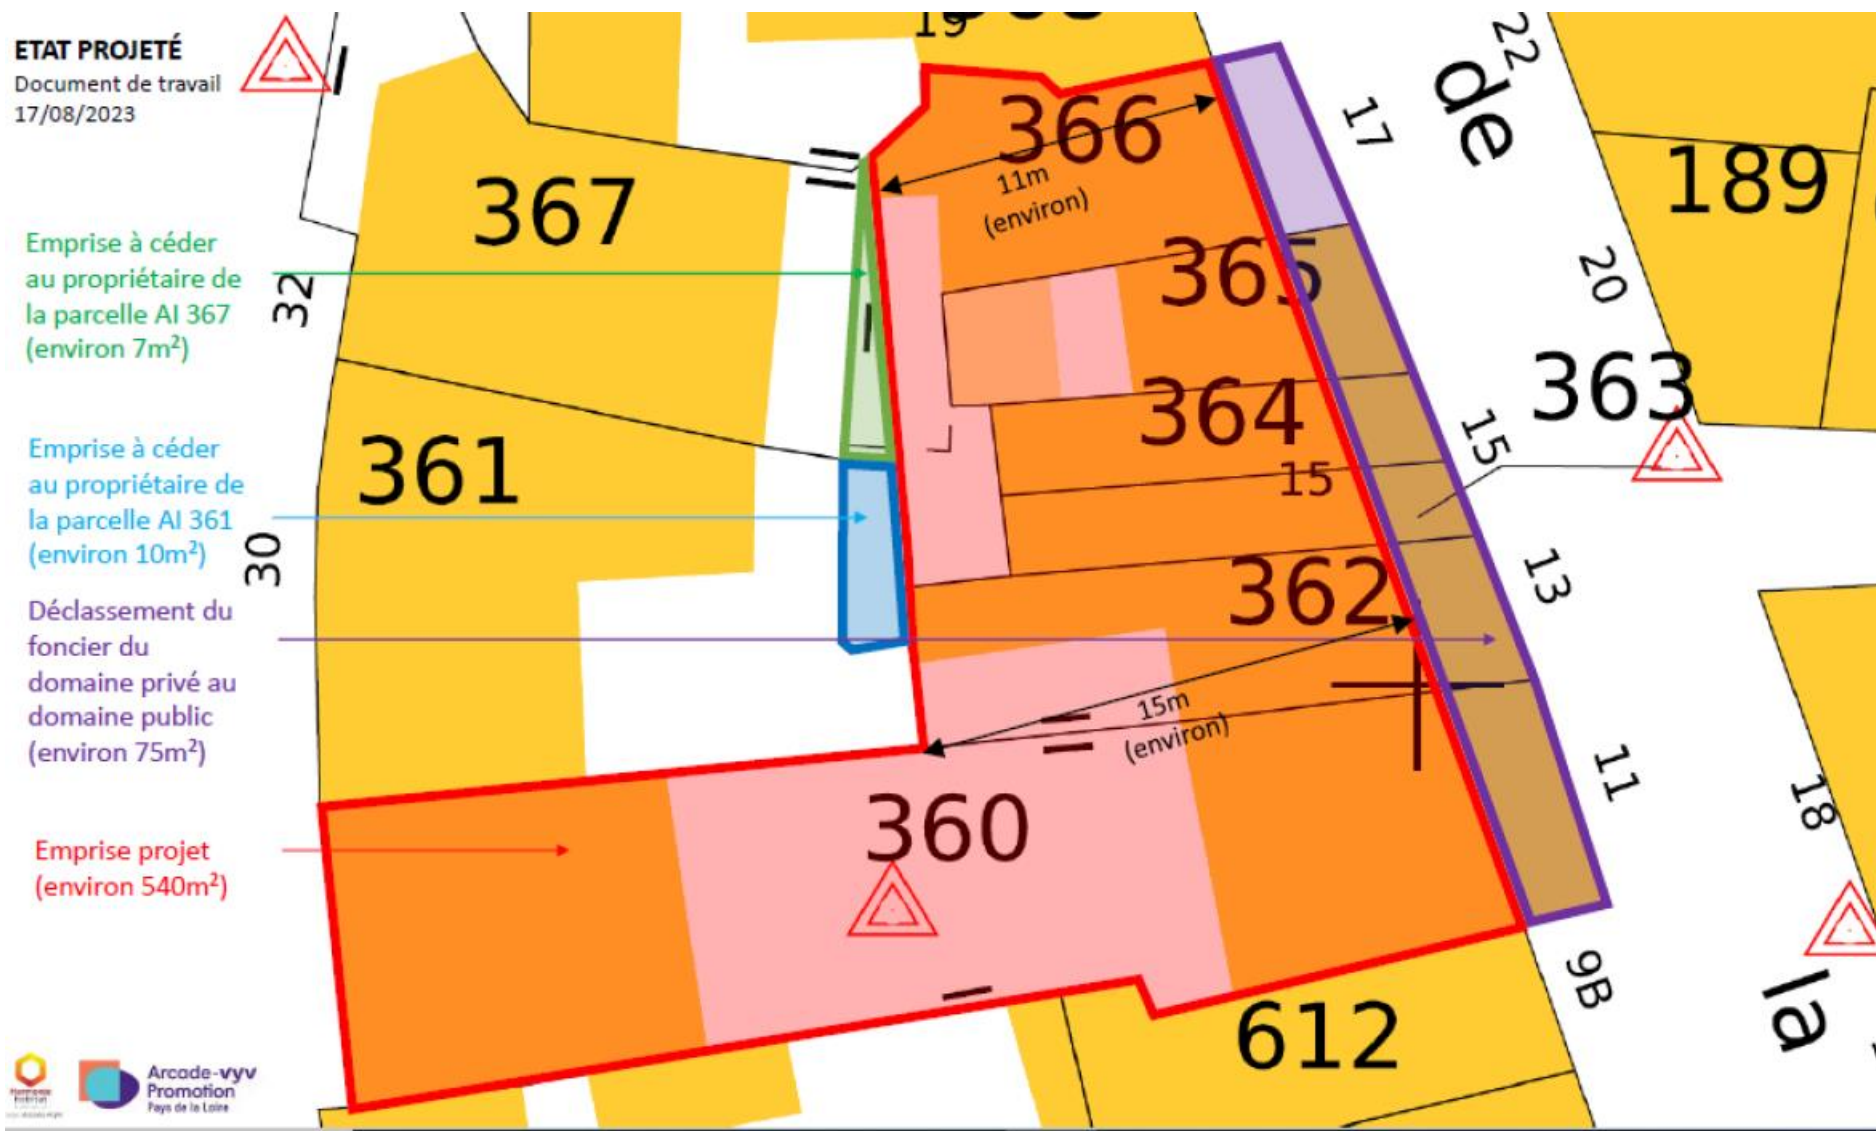 ETAT PROJETÉ
Document de travail
17/08/2023
19
22
de
17
366
11m
(environ)
189
367
Emprise à céder
au propriétaire de
la parcelle AI 367
(environ 7m²)
32
365
20
363
364
15
15
361
Emprise à céder
au propriétaire de
la parcelle AI 361
(environ 10m²)
30
362
13
Déclassement du
foncier du
domaine privé au
domaine public
(environ 75m²)
15m
(environ)
11
18
360
Emprise projet
(environ 540m²)
9B
la
612
Arcade-vyv
Promotion
Pays de la Loire